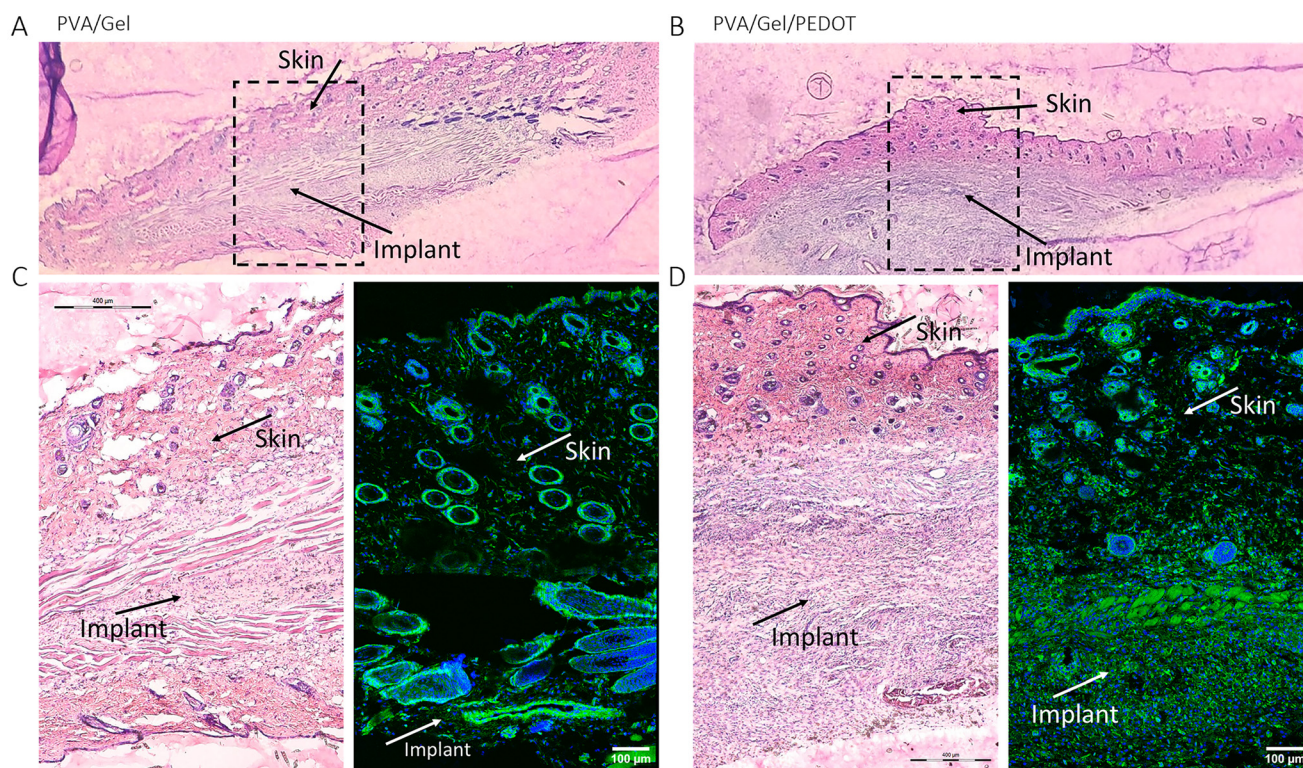 A PVA/Gel
Skin
Implant
B PVA/Gel/PEDOT
Skin
Implant
C
400 µm
Skin
Implant
Skin
Implant
100 µm
D
Skin
Implant
400 µm
Skin
Implant
100 µm